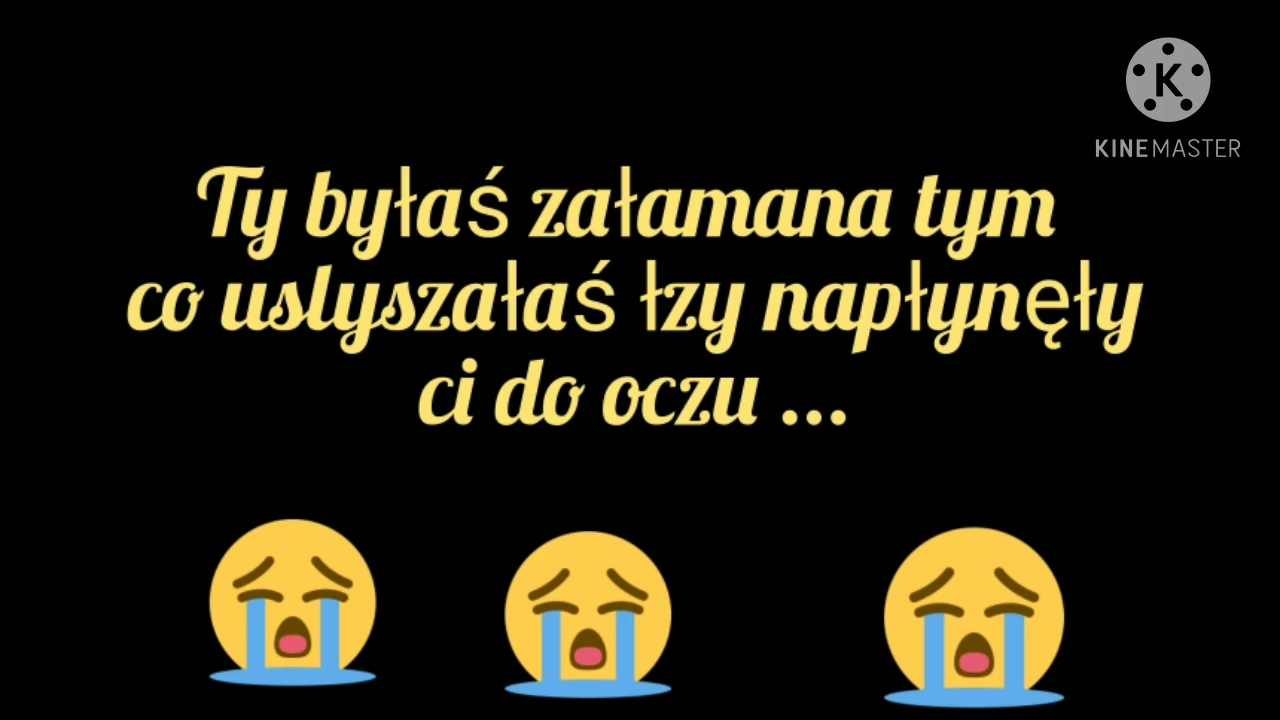 K
KINEMASTER
Ty byłaś załamana tym
co uslyszałaś łzy napłynęły
ci do oczu ...